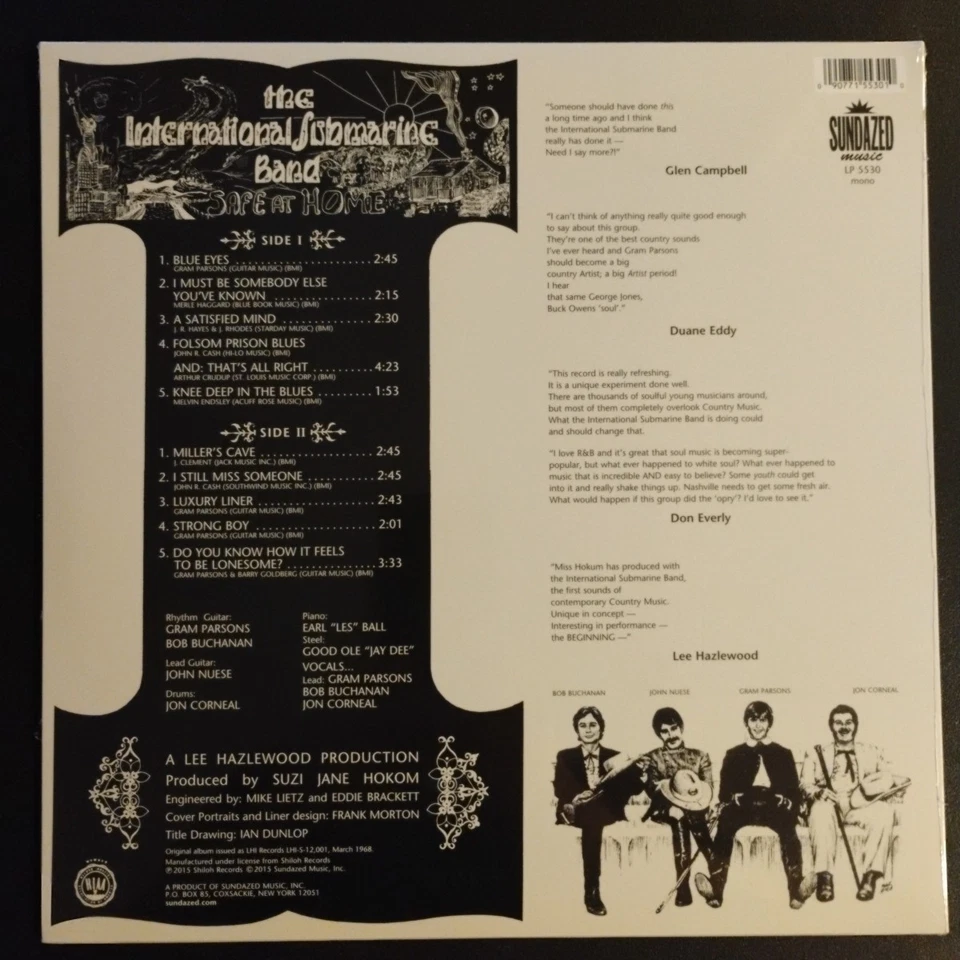 the
International Submarine
Band
SAFE AT HOME
SIDE I
1. BLUE EYES ........................ 2:45
GRAM PARSONS (GUITAR MUSIC) (BMI)
2. I MUST BE SOMEBODY ELSE
YOU'VE KNOWN ................ 2:15
MERLE HAGGARD (BLUE BOOK MUSIC) (BMI)
3. A SATISFIED MIND ............. 2:30
J. R. HAYES & J. RHODES (STARDAY MUSIC) (BMI)
4. FOLSOM PRISON BLUES
JOHN R. CASH (HI-LO MUSIC) (BMI)
AND: THAT'S ALL RIGHT .......... 4:23
ARTHUR CRUDUP (ST. LOUIS MUSIC CORP.) (BMI)
5. KNEE DEEP IN THE BLUES ......... 1:53
MELVIN ENDSLEY (ACUFF ROSE MUSIC) (BMI)
SIDE II
1. MILLER'S CAVE .................... 2:45
J. CLEMENT (JACK MUSIC INC.) (BMI)
2. I STILL MISS SOMEONE ............ 2:45
JOHN R. CASH (SOUTHWIND MUSIC INC.) (BMI)
3. LUXURY LINER ..................... 2:43
GRAM PARSONS (GUITAR MUSIC) (BMI)
4. STRONG BOY ...................... 2:01
GRAM PARSONS (GUITAR MUSIC) (BMI)
5. DO YOU KNOW HOW IT FEELS
TO BE LONESOME? ............... 3:33
GRAM PARSONS & BARRY GOLDBERG (GUITAR MUSIC) (BMI)
Rhythm Guitar:
GRAM PARSONS
BOB BUCHANAN
Lead Guitar:
JOHN NUESE
Drums:
JON CORNEAL
Piano:
EARL "LES" BALL
Steel:
GOOD OLE "JAY DEE"
VOCALS...
Lead: GRAM PARSONS
BOB BUCHANAN
JON CORNEAL
A LEE HAZLEWOOD PRODUCTION
Produced by SUZI JANE HOKOM
Engineered by: MIKE LIETZ and EDDIE BRACKETT
Cover Portraits and Liner design: FRANK MORTON
Title Drawing: IAN DUNLOP
Original album issued as LHI Records LHI-S-12,001, March 1968.
Manufactured under license from Shiloh Records
℗2015 Shiloh Records ©2015 Sundazed Music, Inc.
A PRODUCT OF SUNDAZED MUSIC, INC.
P.O. BOX 85, COXSACKIE, NEW YORK 12051
sundazed.com
"Someone should have done this
a long time ago and I think
the International Submarine Band
really has done it —
Need I say more?!"
Glen Campbell
"I can't think of anything really quite good enough
to say about this group.
They're one of the best country sounds
I've ever heard and Gram Parsons
should become a big
country Artist; a big Artist period!
I hear
that same George Jones,
Buck Owens 'soul'."
Duane Eddy
"This record is really refreshing.
It is a unique experiment done well.
There are thousands of soulful young musicians around,
but most of them completely overlook Country Music.
What the International Submarine Band is doing could
and should change that.
"I love R&B and it's great that soul music is becoming super-
popular, but what ever happened to white soul? What ever happened to
music that is incredible AND easy to believe? Some youth could get
into it and really shake things up. Nashville needs to get some fresh air.
What would happen if this group did the 'opry'? I'd love to see it."
Don Everly
"Miss Hokum has produced with
the International Submarine Band,
the first sounds of
contemporary Country Music.
Unique in concept —
Interesting in performance —
the BEGINNING —"
Lee Hazlewood
BOB BUCHANAN JOHN NUESE GRAM PARSONS JON CORNEAL
0 90771 55301 0
SUNDAZED
music
LP 5530
mono